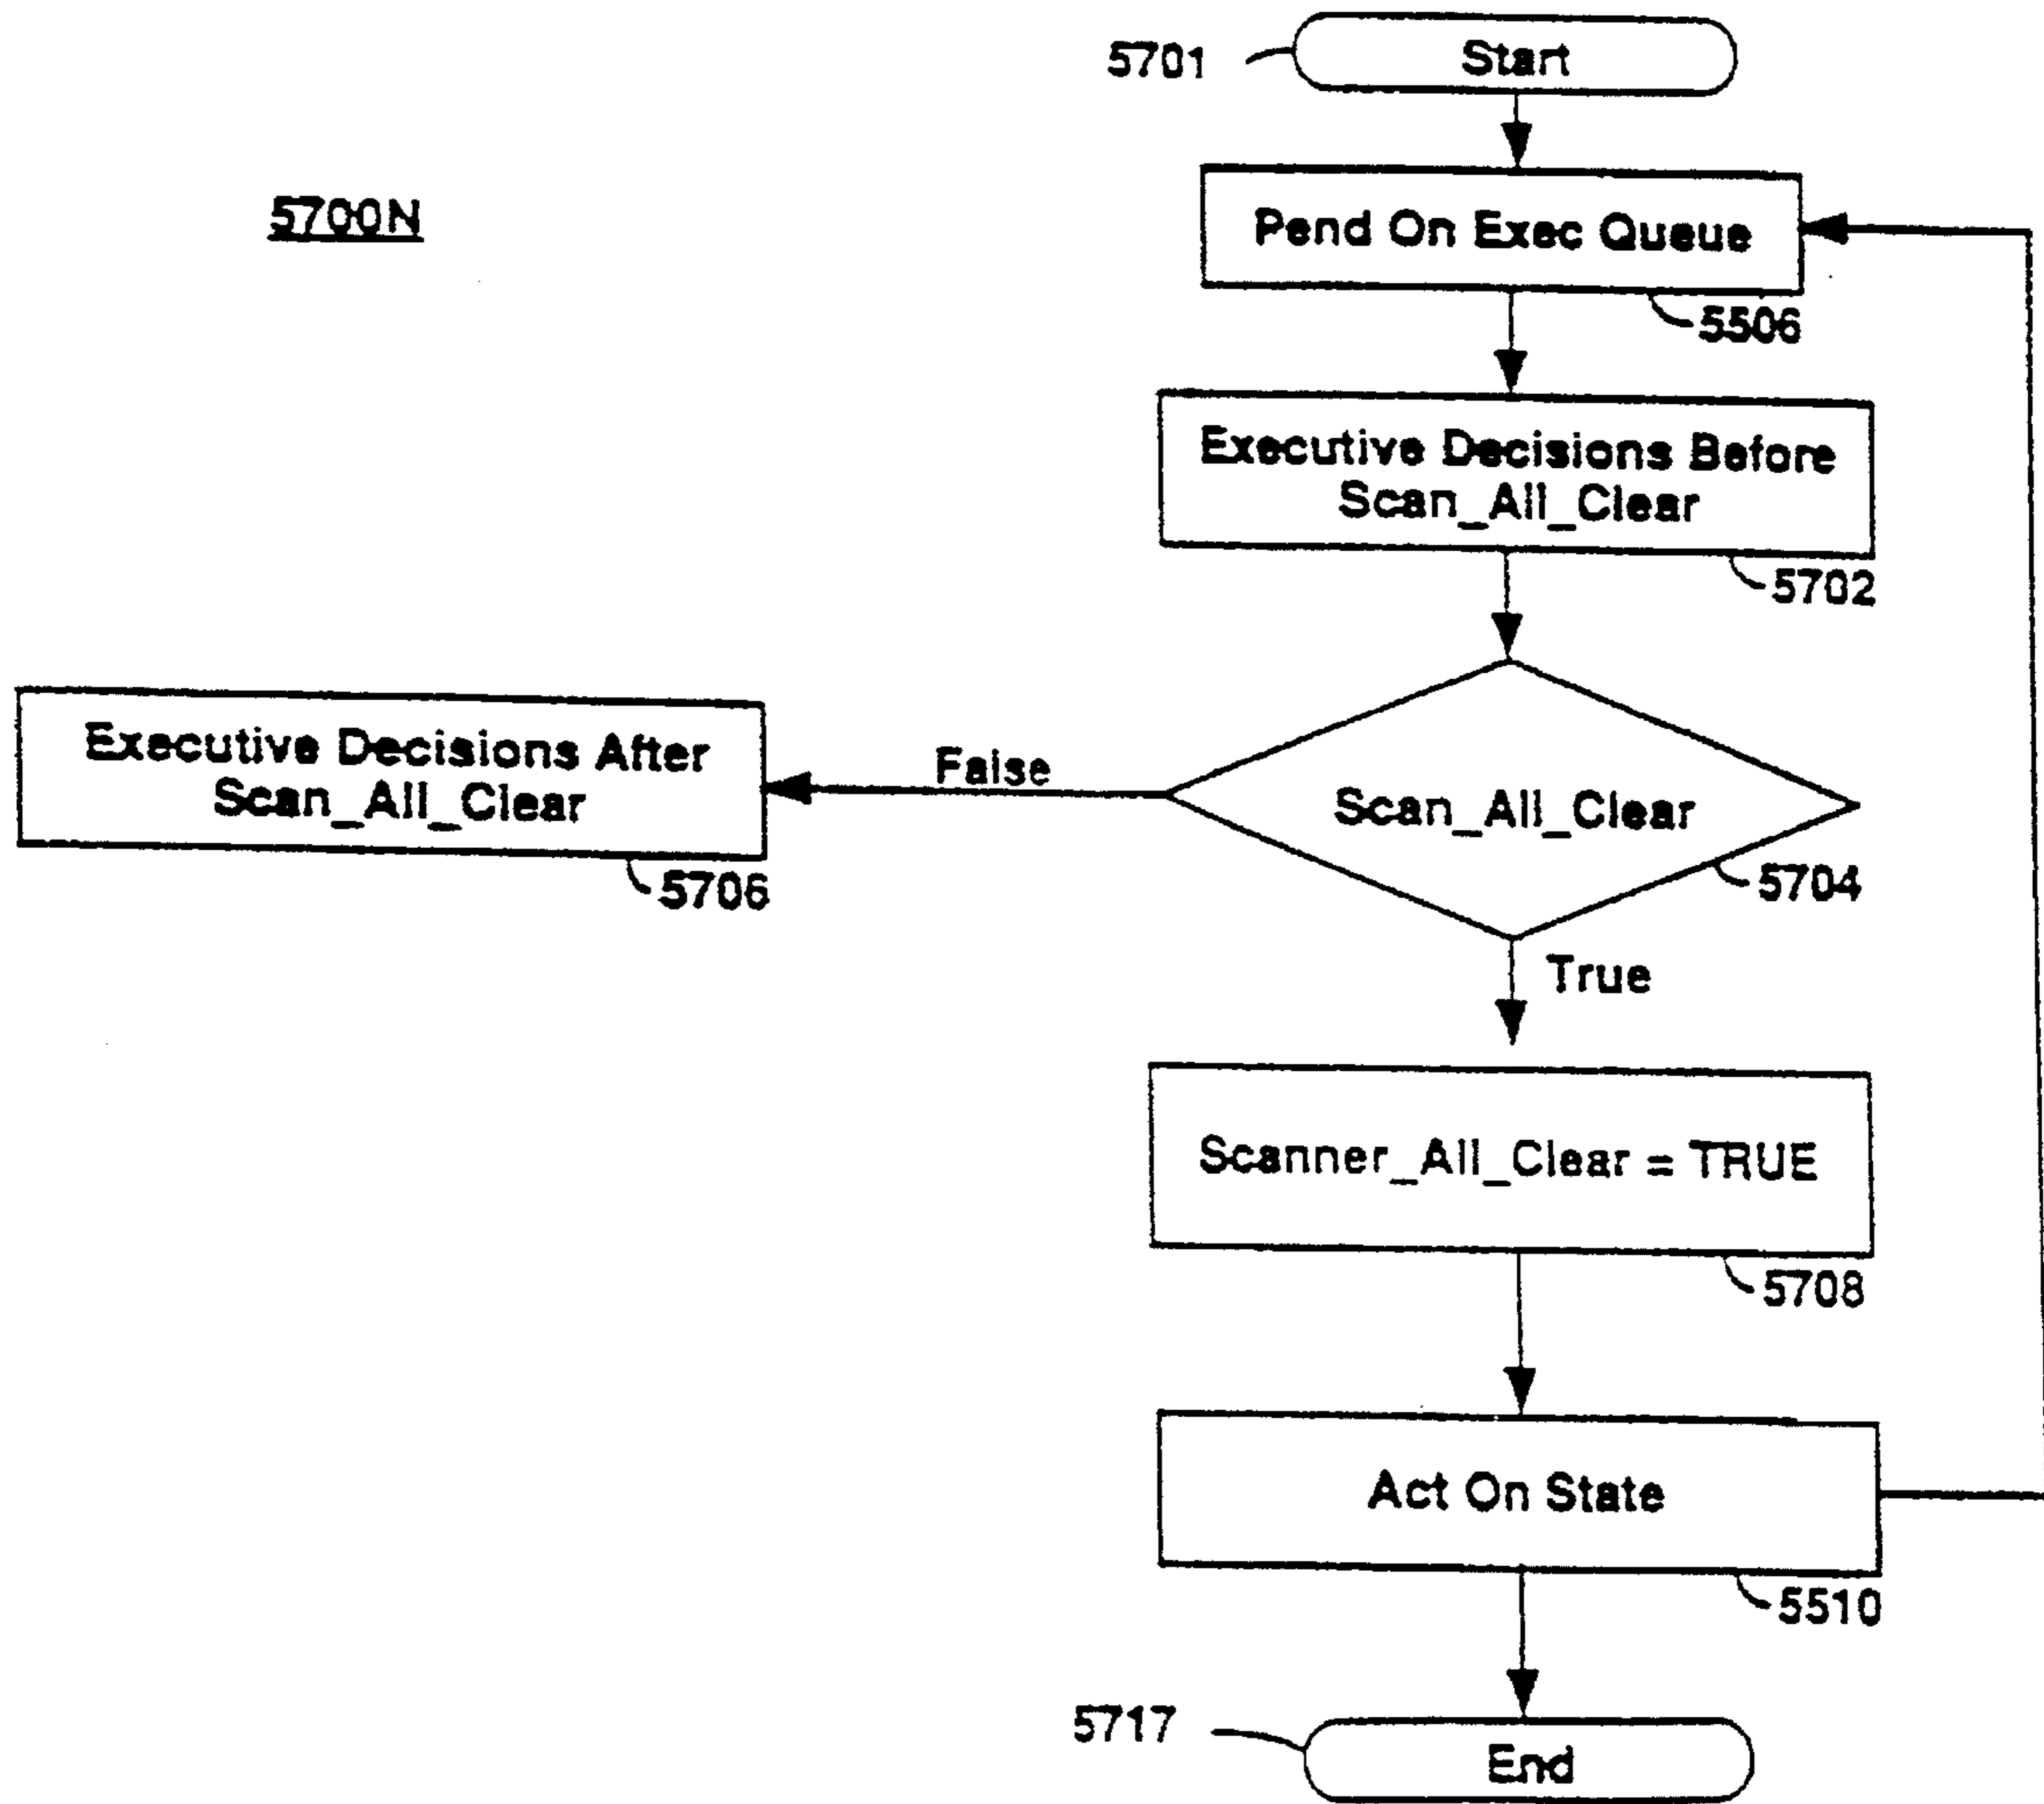 5701
Start
5700N
Pend On Exec Queue
5506
Executive Decisions Before
Scan_All_Clear
5702
Executive Decisions After
Scan_All_Clear
5706
False
Scan_All_Clear
5704
True
Scanner_All_Clear = TRUE
5708
Act On State
5510
5717
End